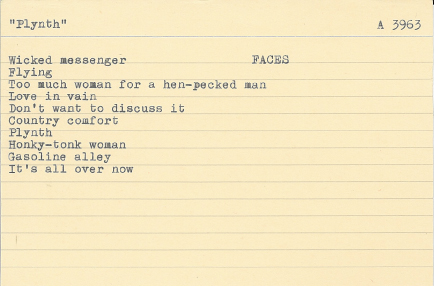 "Plynth" A 3963
Wicked messenger FACES
Flying
Too much woman for a hen-pecked man
Love in vain
Don't want to discuss it
Country comfort
Plynth
Honky-tonk woman
Gasoline alley
It's all over now